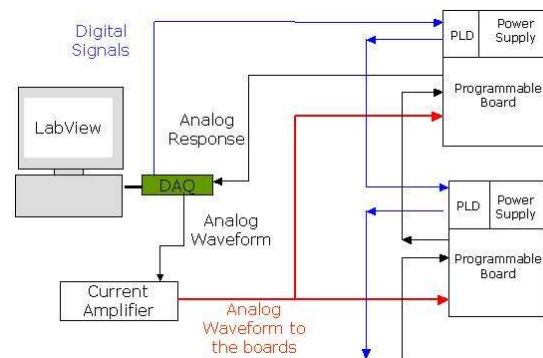 Digital
Signals
PLD
Power
Supply
Programmable
Board
LabView
Analog
Response
DAQ
Analog
Waveform
PLD
Power
Supply
Programmable
Board
Current
Amplifier
Analog
Waveform to
the boards